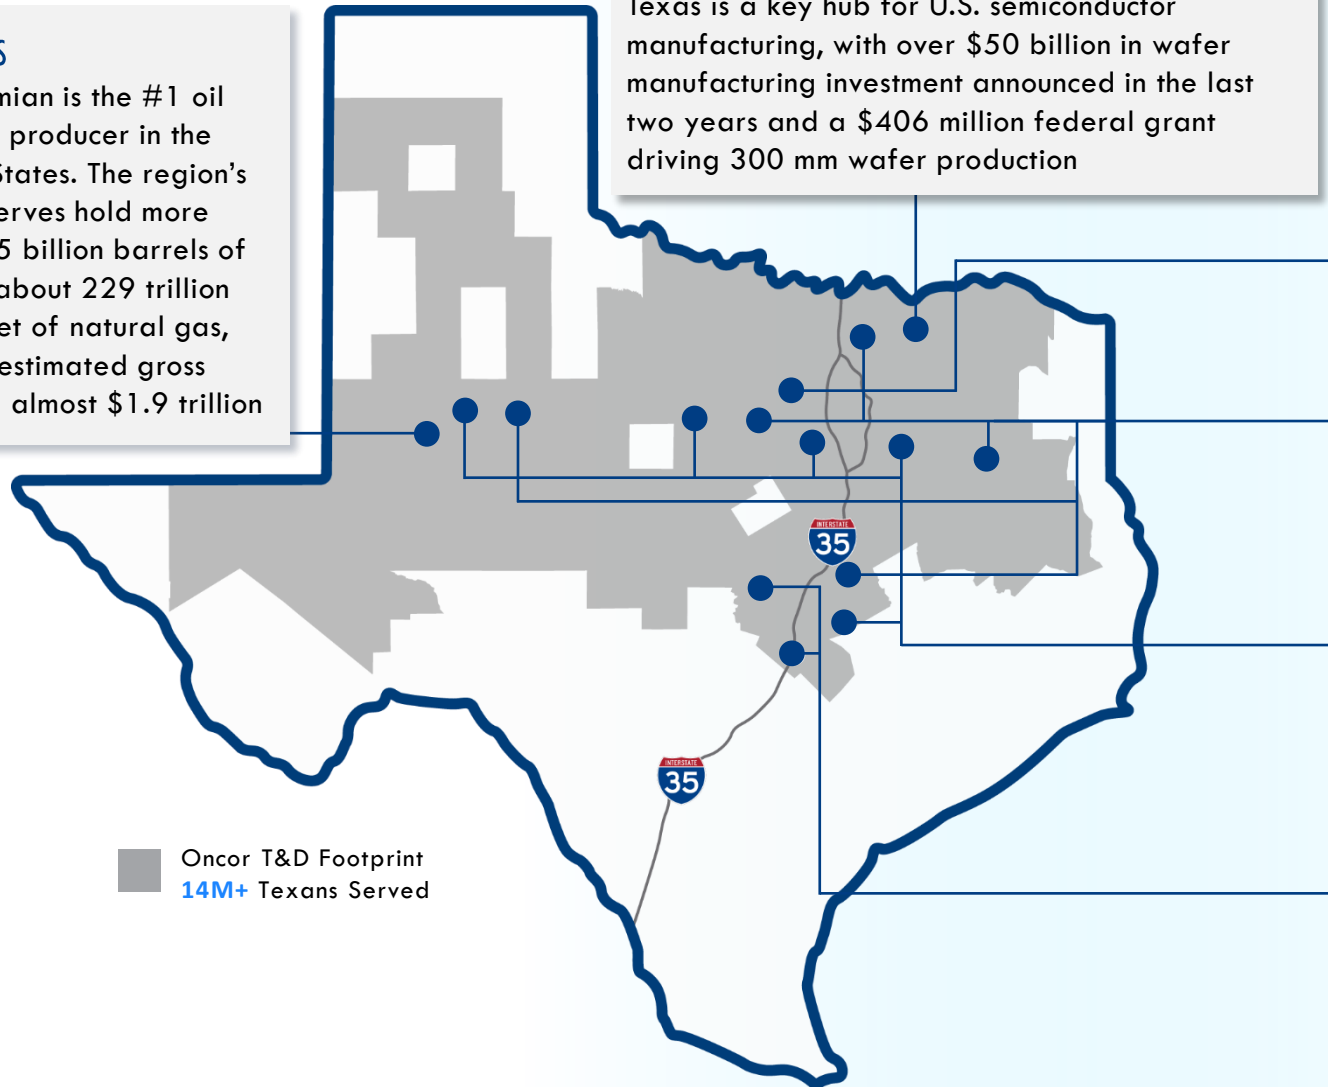 S
mian is the #1 oil
producer in the
States. The region's
erves hold more
5 billion barrels of
about 229 trillion
et of natural gas,
estimated gross
almost $1.9 trillion
Texas is a key hub for U.S. semiconductor
manufacturing, with over $50 billion in wafer
manufacturing investment announced in the last
two years and a $406 million federal grant
driving 300 mm wafer production
INTERSTATE
35
INTERSTATE
35
Oncor T&D Footprint
14M+ Texans Served